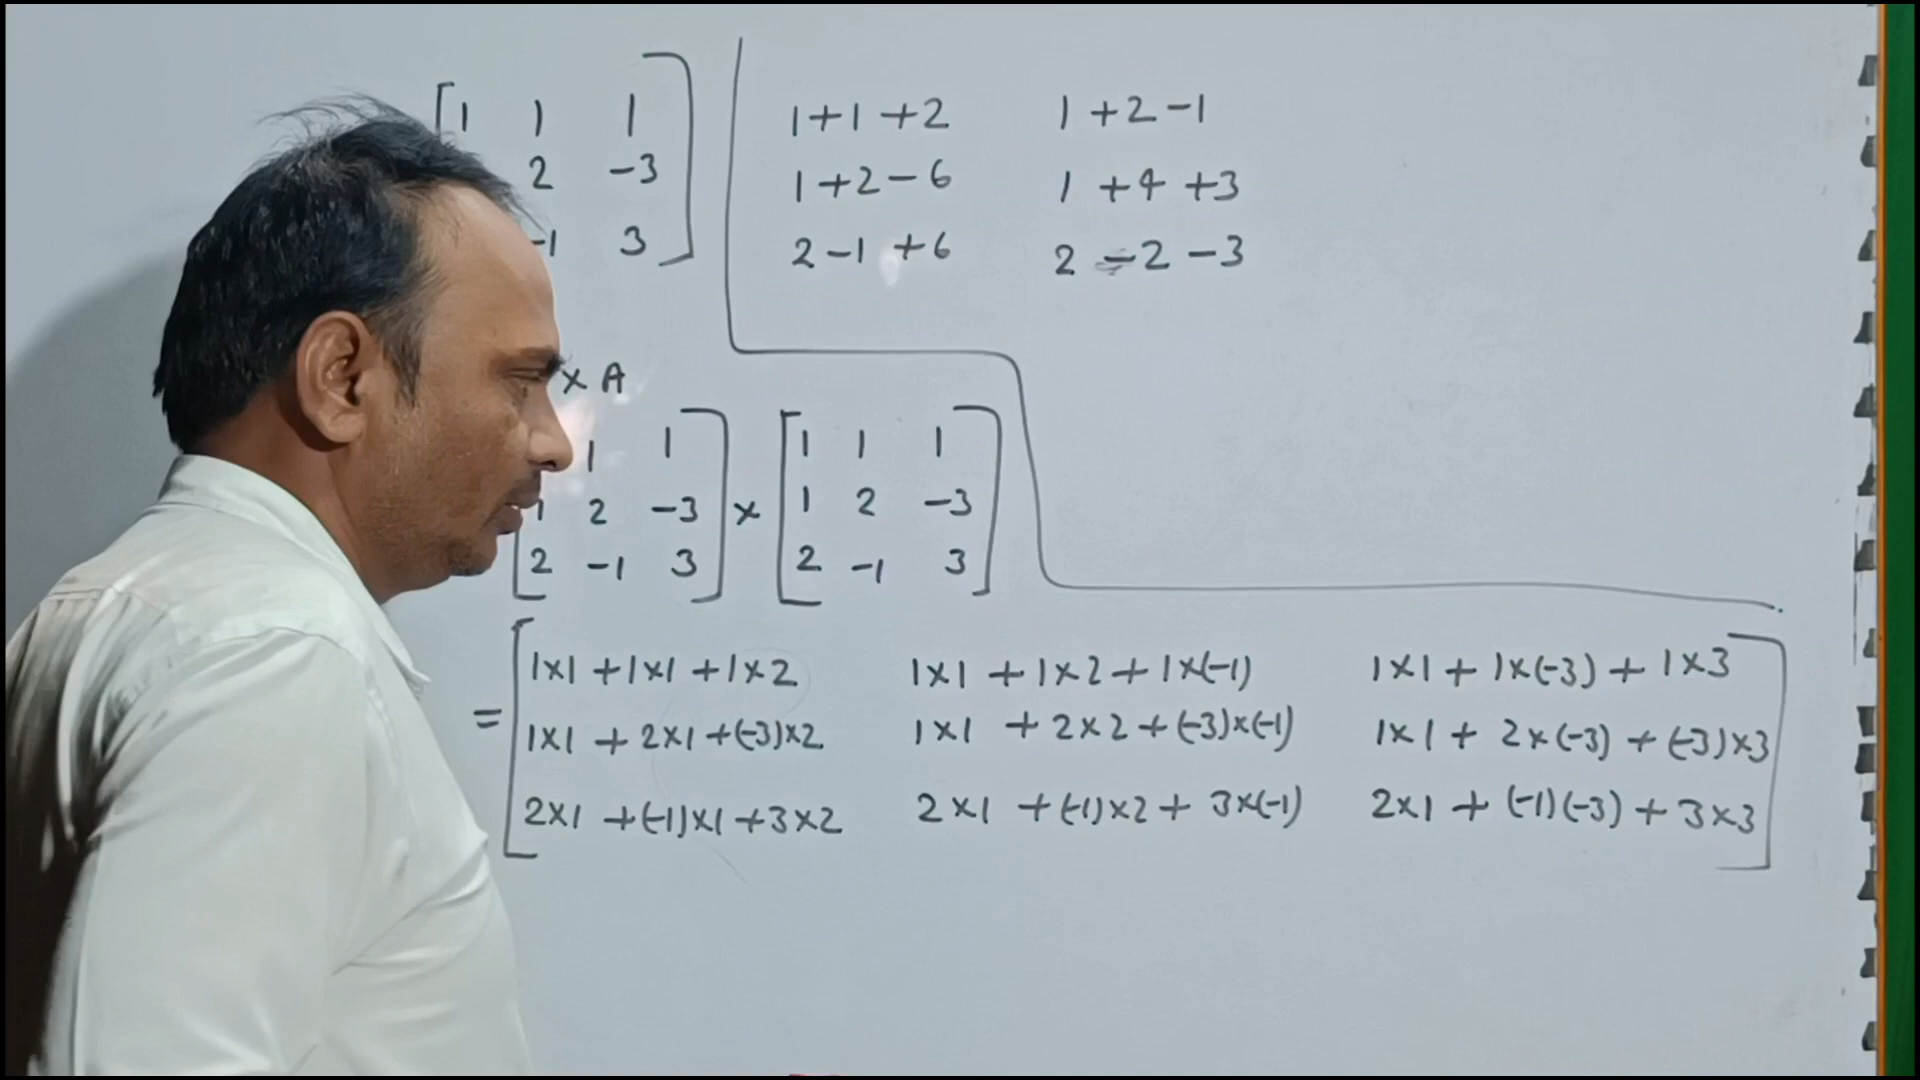 [1 1 1]
2 -3
-1 3
1+1+2 1+2-1
1+2-6 1+4+3
2-1+6 2-2-3
× A
1 1] × [1 1 1]
1 2 -3 1 2 -3
2 -1 3 2 -1 3
= [1×1+1×1+1×2 1×1+1×2+1×(-1) 1×1+1×(-3)+1×3]
1×1+2×1+(-3)×2 1×1+2×2+(-3)×(-1) 1×1+2×(-3)+(-3)×3
2×1+(-1)×1+3×2 2×1+(-1)×2+3×(-1) 2×1+(-1)(-3)+3×3